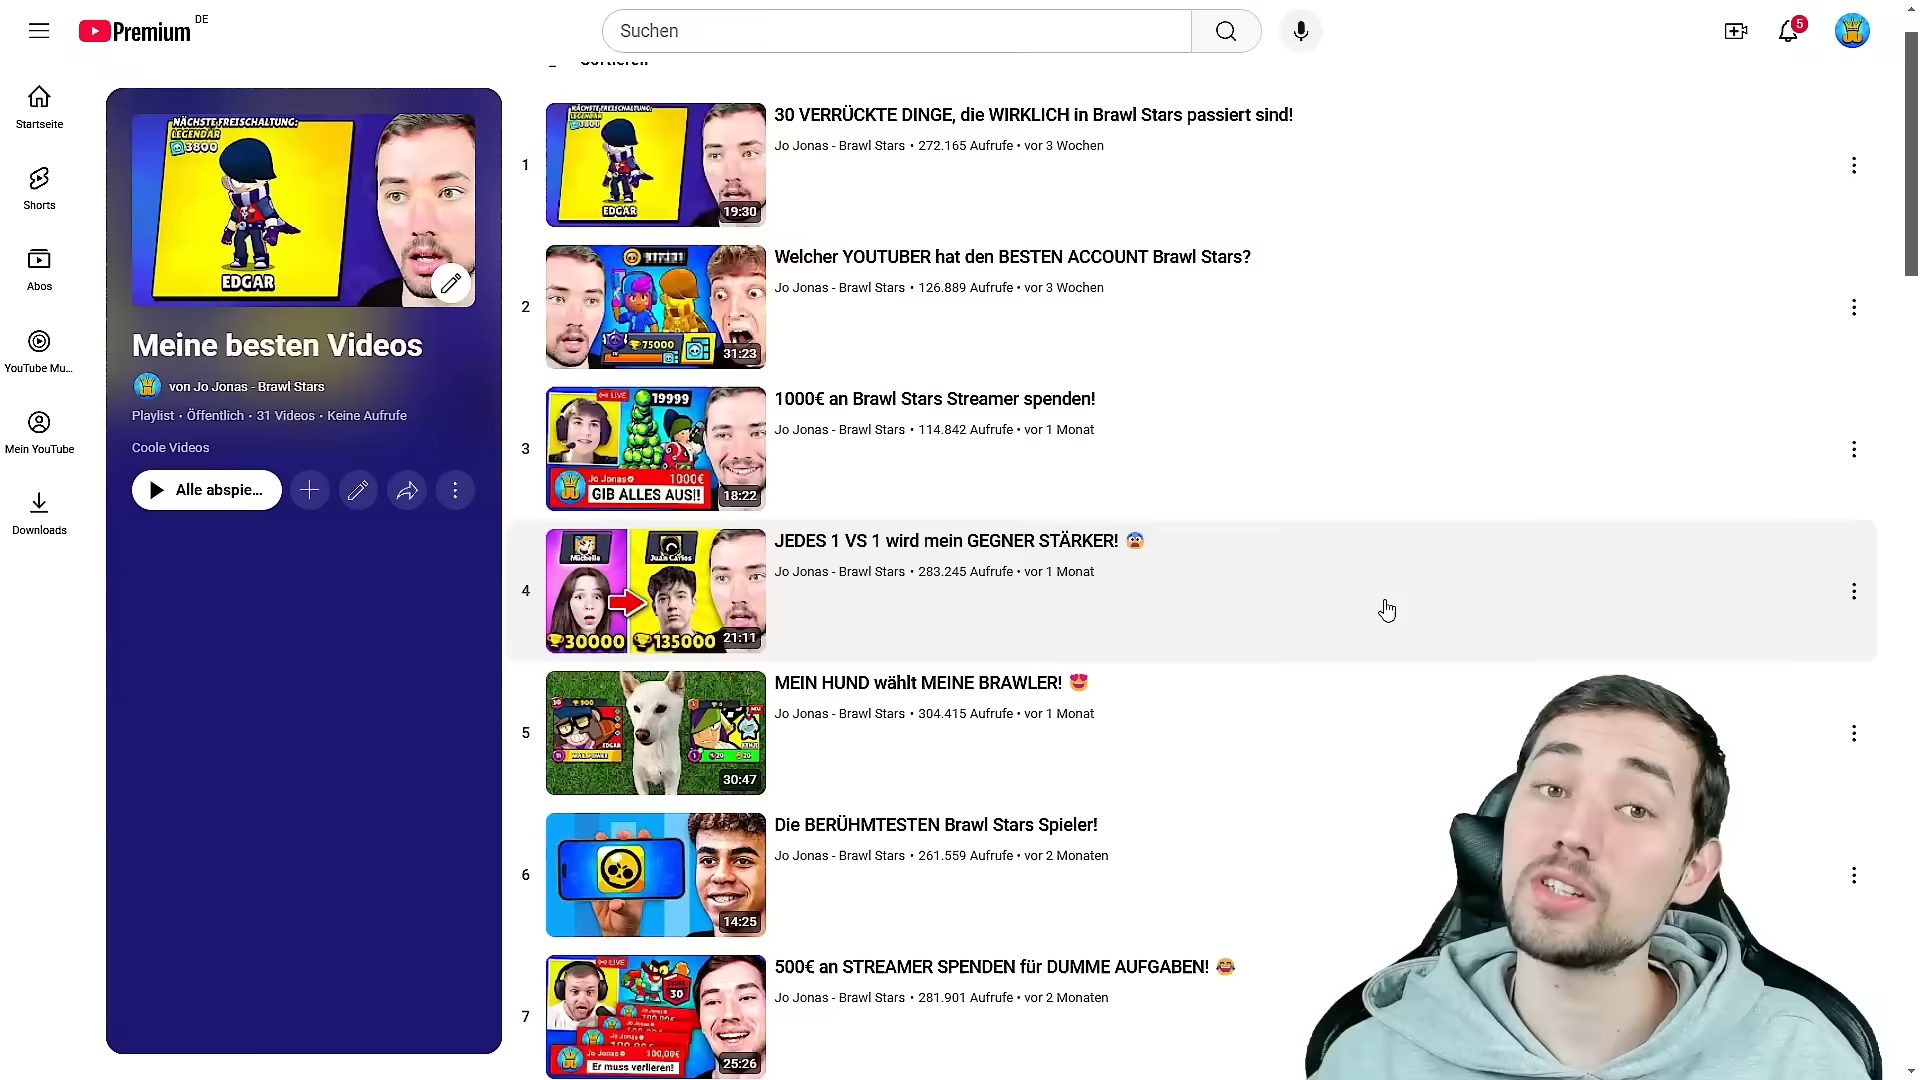 Premium
DE
Suchen
5
Startseite
Shorts
Abos
YouTube Mu...
Mein YouTube
Downloads
NÄCHSTE FREISCHALTUNG:
LEGENDÄR
3800
EDGAR
Meine besten Videos
von Jo Jonas - Brawl Stars
Playlist • Öffentlich • 31 Videos • Keine Aufrufe
Coole Videos
Alle abspie...
Sortieren
1
NÄCHSTE FREISCHALTUNG:
LEGENDÄR
3800
EDGAR
19:30
30 VERRÜCKTE DINGE, die WIRKLICH in Brawl Stars passiert sind!
Jo Jonas - Brawl Stars • 272.165 Aufrufe • vor 3 Wochen
2
75000
31:23
Welcher YOUTUBER hat den BESTEN ACCOUNT Brawl Stars?
Jo Jonas - Brawl Stars • 126.889 Aufrufe • vor 3 Wochen
3
LIVE
19999
Jo Jonas 1000€
GIB ALLES AUS!!
18:22
1000€ an Brawl Stars Streamer spenden!
Jo Jonas - Brawl Stars • 114.842 Aufrufe • vor 1 Monat
4
Michelle
Juan Carlos
30000
135000
21:11
JEDES 1 VS 1 wird mein GEGNER STÄRKER! 😨
Jo Jonas - Brawl Stars • 283.245 Aufrufe • vor 1 Monat
5
EDGAR
30:47
MEIN HUND wählt MEINE BRAWLER! 😍
Jo Jonas - Brawl Stars • 304.415 Aufrufe • vor 1 Monat
6
14:25
Die BERÜHMTESTEN Brawl Stars Spieler!
Jo Jonas - Brawl Stars • 261.559 Aufrufe • vor 2 Monaten
7
LIVE
30
Jo Jonas 100,00€
Er muss verlieren!
25:26
500€ an STREAMER SPENDEN für DUMME AUFGABEN! 😂
Jo Jonas - Brawl Stars • 281.901 Aufrufe • vor 2 Monaten